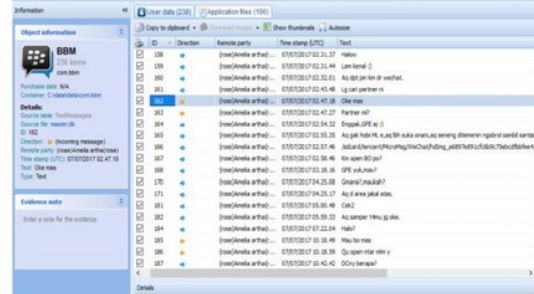 Information
User data (238)
Application files (106)
Object information
BBM
238 items
com.bbm
Purchase date: N/A
Container: C:\data\data\com.bbm
Details:
Source table: TextMessages
Source file: master.db
ID: 162
Direction: (Incoming message)
Remote party: (rose)Amelia artha(rose)
Time stamp (UTC): 07/07/2017 02.47.18
Text: Oke mas
Type: Text
Evidence note
Enter a note for the evidence
Copy to clipboard Show thumbnails Autosize
ID Direction Remote party Time stamp (UTC) Text
158 (rose)Amelia artha(r... 07/07/2017 02.31.37 Halow
159 (rose)Amelia artha(r... 07/07/2017 02.31.44 Lam kenal :)
160 (rose)Amelia artha(r... 07/07/2017 02.32.01 Aq dpt pin kn dr wechat.
161 (rose)Amelia artha(r... 07/07/2017 02.45.48 Lg cari partner ni
162 (rose)Amelia artha(r... 07/07/2017 02.47.18 Oke mas
163 (rose)Amelia artha(r... 07/07/2017 02.47.27 Partner mi?
164 (rose)Amelia artha(r... 07/07/2017 02.54.32 Enggak,GFE aj :)
165 (rose)Amelia artha(r... 07/07/2017 02.55.35
166 (rose)Amelia artha(r... 07/07/2017 02.57.46
167 (rose)Amelia artha(r... 07/07/2017 02.58.46 Kn open BO ps?
168 (rose)Amelia artha(r... 07/07/2017 03.18.16 GFE yuk,mau?
170 (rose)Amelia artha(r... 07/07/2017 04.25.08 Gmana?,maukah?
171 (rose)Amelia artha(r... 07/07/2017 04.25.17 Aq d area jakal atas.
181 (rose)Amelia artha(r... 07/07/2017 05.00.48 Cek2
182 (rose)Amelia artha(r... 07/07/2017 05.59.33 Aq samper tmnu jg oke.
184 (rose)Amelia artha(r... 07/07/2017 07.22.04 Halo?
185 (rose)Amelia artha(r... 07/07/2017 10.18.49 Mau bo mas
186 (rose)Amelia artha(r... 07/07/2017 10.18.59 Qu open ntar mlm y
187 (rose)Amelia artha(r... 07/07/2017 10.42.42 DCny berapa?
Details